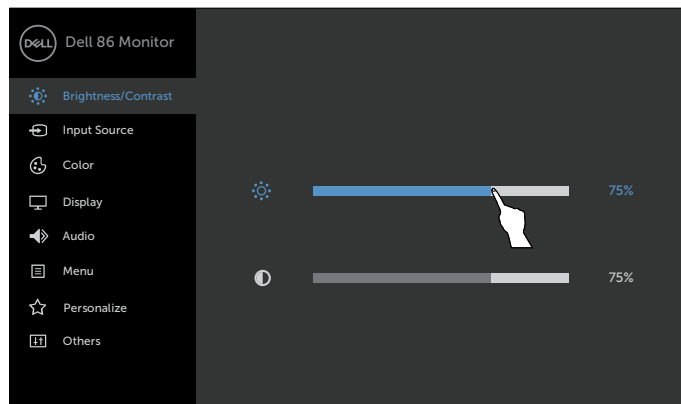 DELL
Dell 86 Monitor
Brightness/Contrast
Input Source
Color
Display
Audio
Menu
Personalize
Others
75%
75%